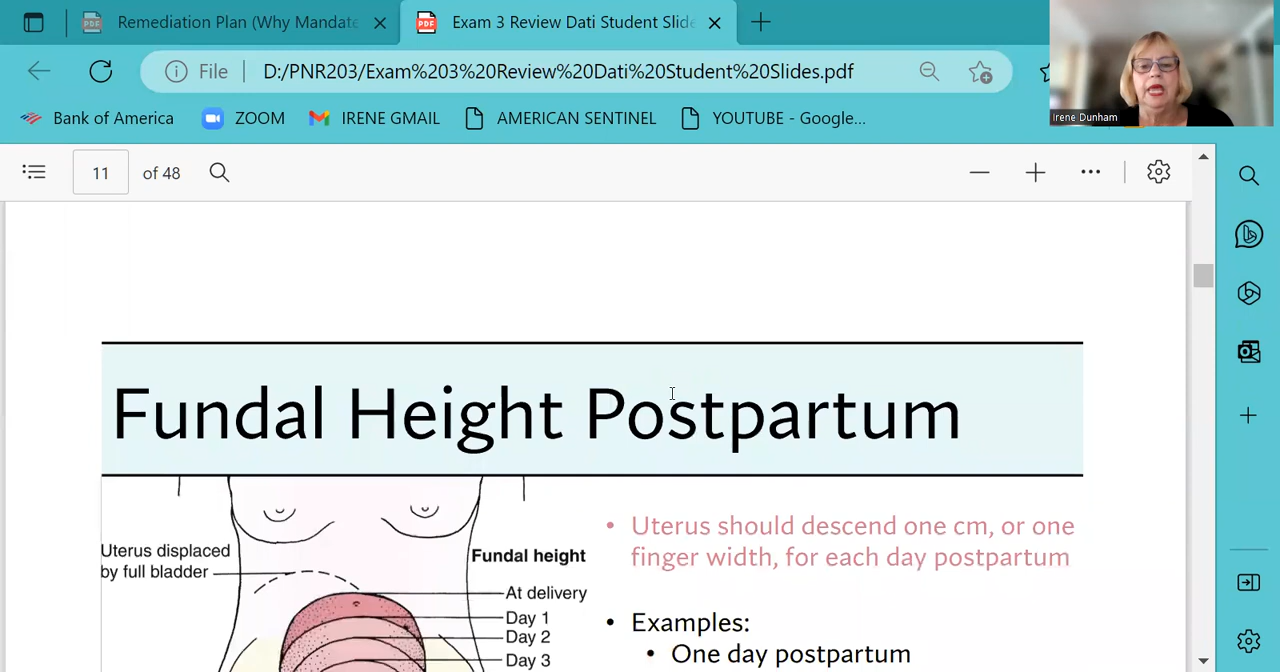 Remediation Plan (Why Mandate
Exam 3 Review Dati Student Slide
File
D:/PNR203/Exam%203%20Review%20Dati%20Student%20Slides.pdf
Bank of America
ZOOM
IRENE GMAIL
AMERICAN SENTINEL
YOUTUBE - Google...
Irene Dunham
11 of 48
Fundal Height Postpartum
Uterus displaced
by full bladder
Fundal height
At delivery
Day 1
Day 2
Day 3
• Uterus should descend one cm, or one
finger width, for each day postpartum
• Examples:
• One day postpartum